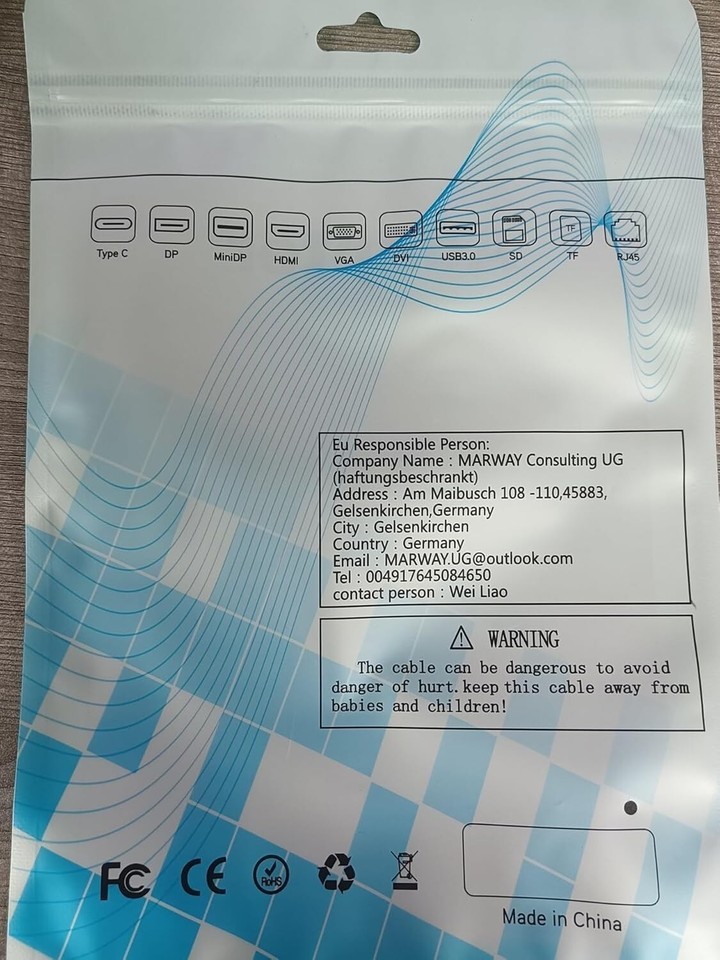 Type C DP MiniDP HDMI VGA DVI USB3.0 SD TF RJ45
TF
Eu Responsible Person:
Company Name : MARWAY Consulting UG
(haftungsbeschrankt)
Address : Am Maibusch 108 -110,45883,
Gelsenkirchen,Germany
City : Gelsenkirchen
Country : Germany
Email : MARWAY.UG@outlook.com
Tel : 004917645084650
contact person : Wei Liao
WARNING
The cable can be dangerous to avoid
danger of hurt.keep this cable away from
babies and children!
FC CE RoHS
Made in China